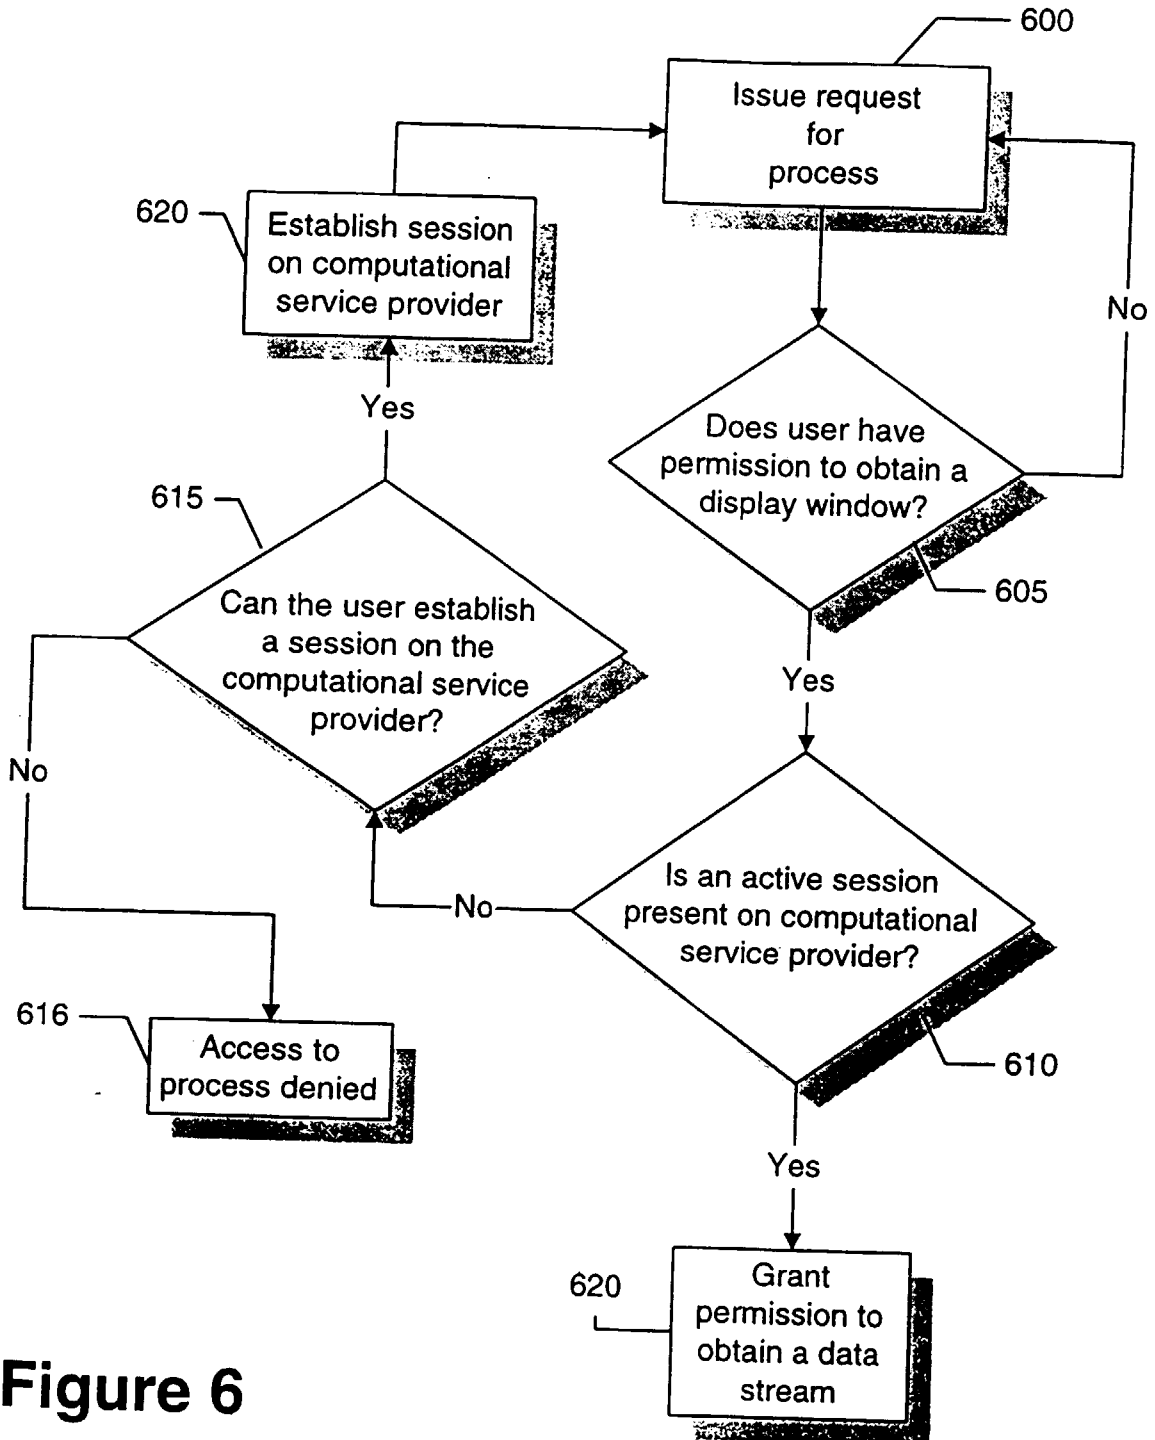 600
Issue request
for
process
620
Establish session
on computational
service provider
No
Yes
Does user have
permission to obtain a
display window?
615
605
Can the user establish
a session on the
computational service
provider?
Yes
No
Is an active session
present on computational
service provider?
No
616
Access to
process denied
610
Yes
620
Grant
permission to
obtain a data
stream
Figure 6